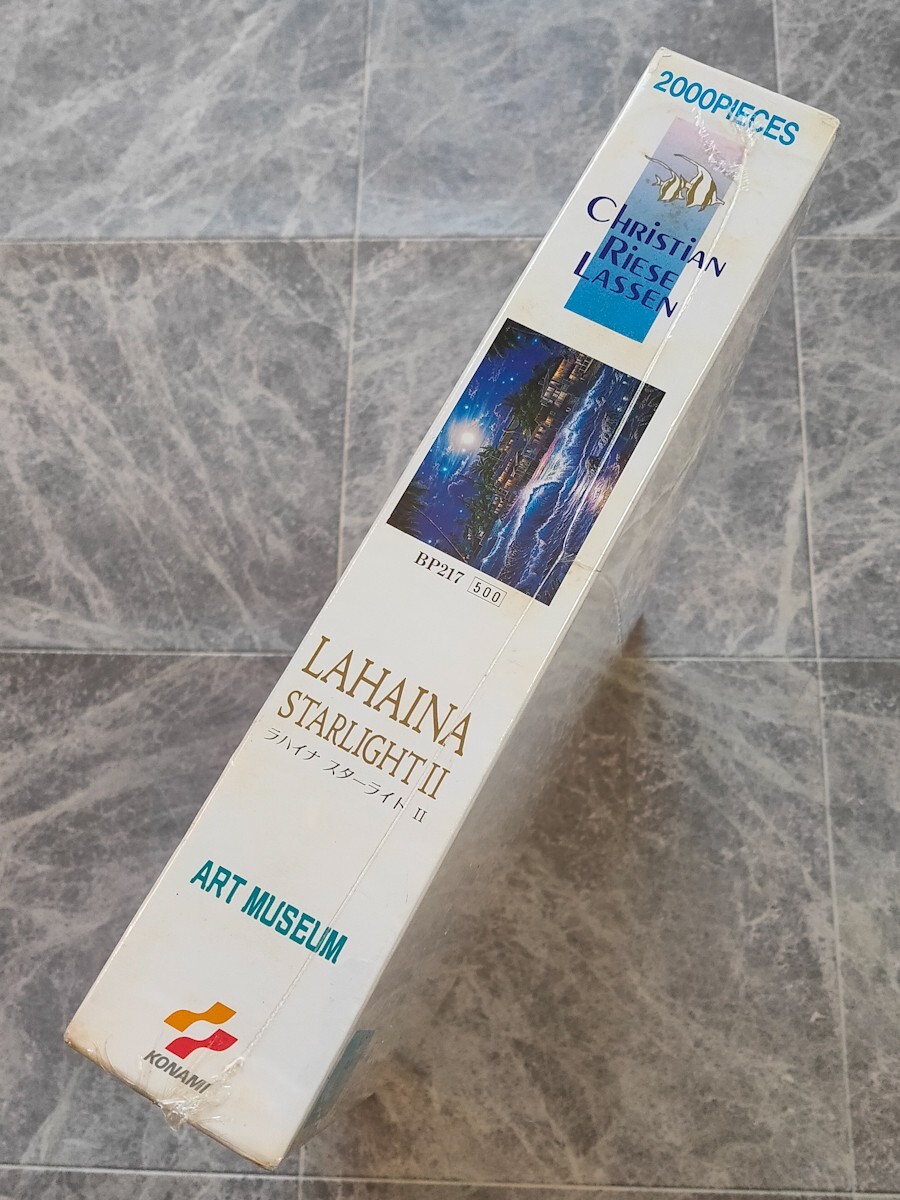 2000PIECES
CHRISTIAN
RIESE
LASSEN
BP217 500
LAHAINA
STARLIGHT II
ラハイナ スターライト II
ART MUSEUM
KONAMI